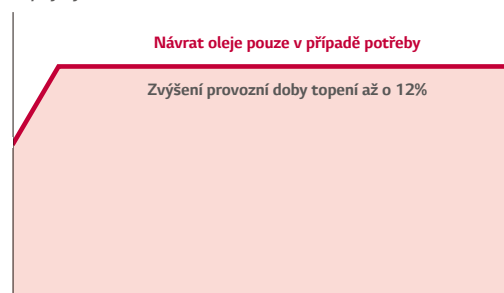 Návrat oleje pouze v případě potřeby
Zvýšení provozní doby topení až o 12%